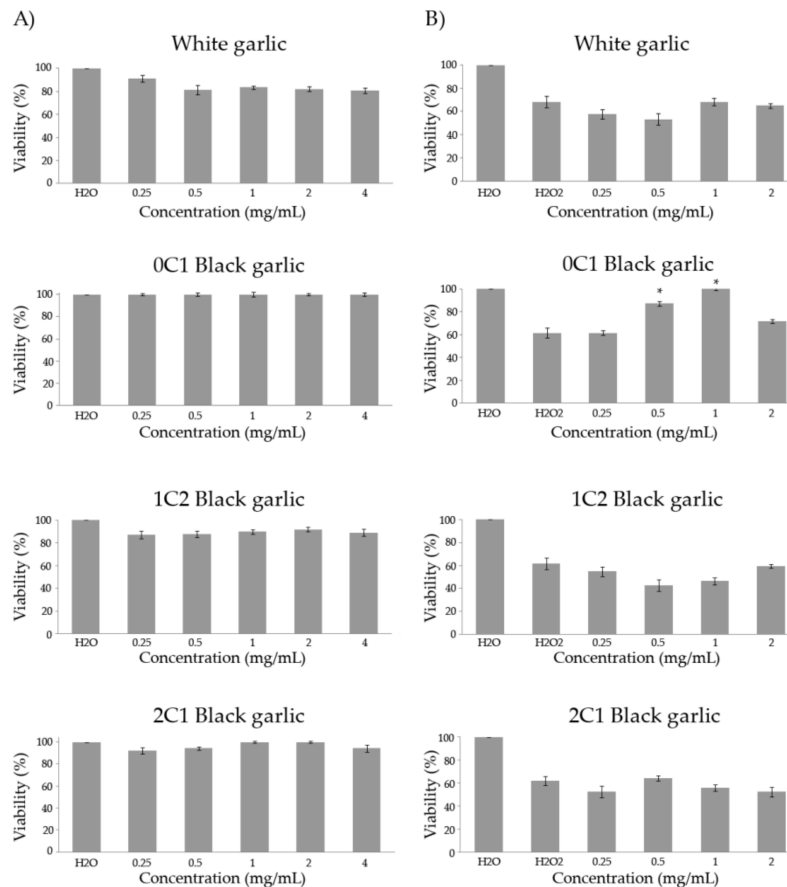 A)
White garlic
Viability (%)
100
80
60
40
20
0
H2O 0.25 0.5 1 2 4
Concentration (mg/mL)
0C1 Black garlic
Viability (%)
100
80
60
40
20
0
H2O 0.25 0.5 1 2 4
Concentration (mg/mL)
1C2 Black garlic
Viability (%)
100
80
60
40
20
0
H2O 0.25 0.5 1 2 4
Concentration (mg/mL)
2C1 Black garlic
Viability (%)
100
80
60
40
20
0
H2O 0.25 0.5 1 2 4
Concentration (mg/mL)
B)
White garlic
Viability (%)
100
80
60
40
20
0
H2O H2O2 0.25 0.5 1 2
Concentration (mg/mL)
0C1 Black garlic
Viability (%)
100
80
60
40
20
0
* *
H2O H2O2 0.25 0.5 1 2
Concentration (mg/mL)
1C2 Black garlic
Viability (%)
100
80
60
40
20
0
H2O H2O2 0.25 0.5 1 2
Concentration (mg/mL)
2C1 Black garlic
Viability (%)
100
80
60
40
20
0
H2O H2O2 0.25 0.5 1 2
Concentration (mg/mL)